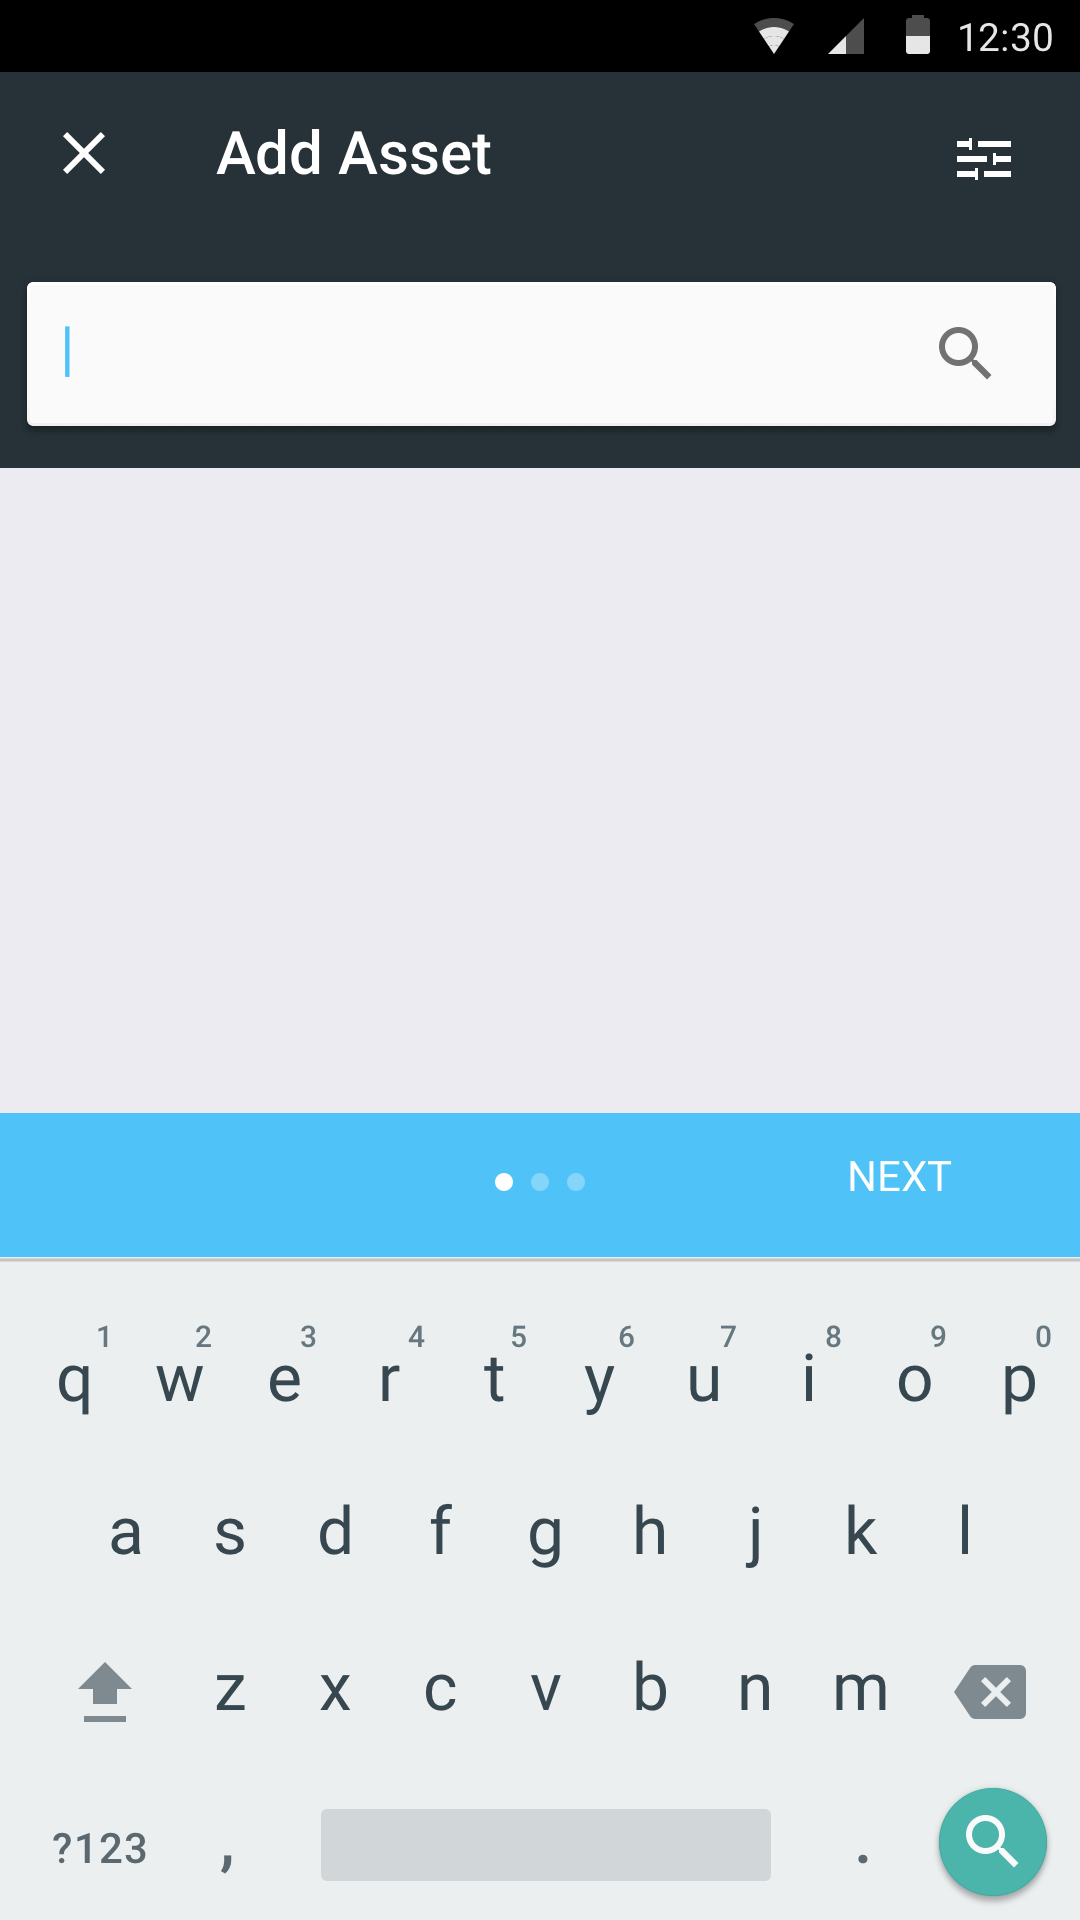 12:30
Add Asset
NEXT
1 2 3 4 5 6 7 8 9 0
q w e r t y u i o p
a s d f g h j k l
z x c v b n m
?123 , .